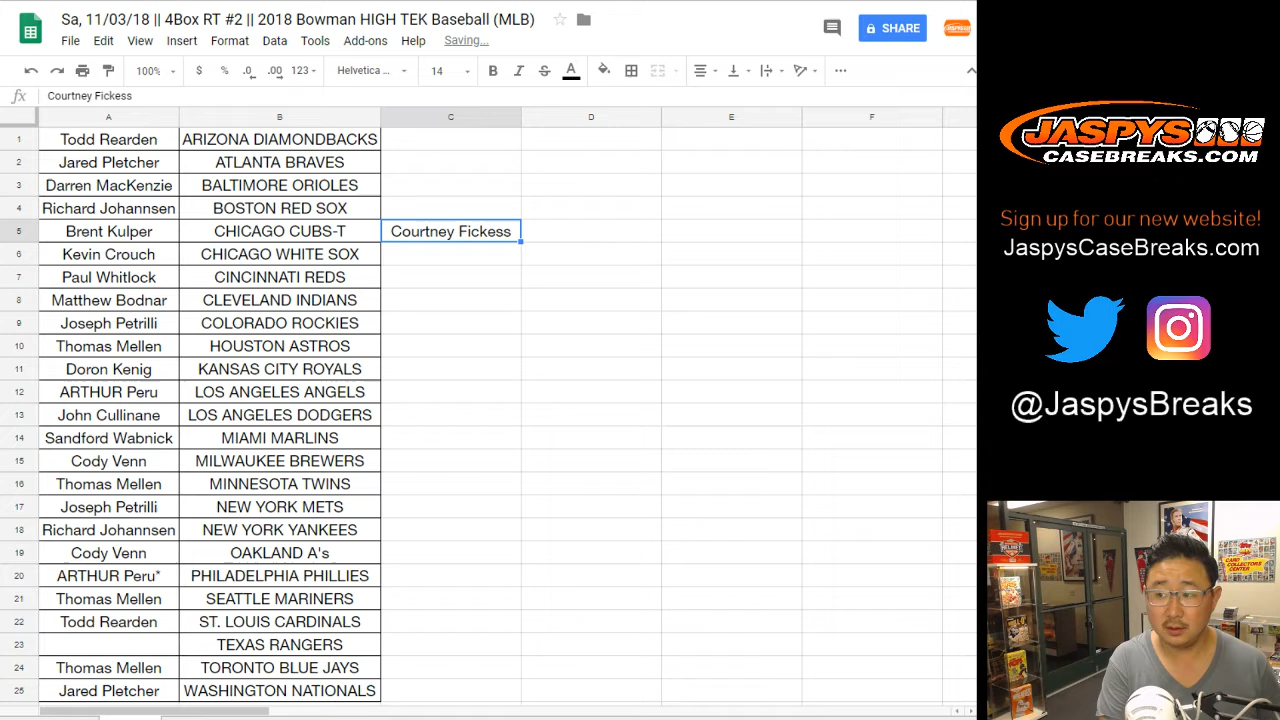 Sa, 11/03/18 || 4Box RT #2 || 2018 Bowman HIGH TEK Baseball (MLB)
File Edit View Insert Format Data Tools Add-ons Help Saving...
SHARE
100% $ % .0 .00 123 Helvetica ... 14 B I S A
fx Courtney Fickess
A B C D E F
1 Todd Rearden ARIZONA DIAMONDBACKS
2 Jared Pletcher ATLANTA BRAVES
3 Darren MacKenzie BALTIMORE ORIOLES
4 Richard Johannsen BOSTON RED SOX
5 Brent Kulper CHICAGO CUBS-T Courtney Fickess
6 Kevin Crouch CHICAGO WHITE SOX
7 Paul Whitlock CINCINNATI REDS
8 Matthew Bodnar CLEVELAND INDIANS
9 Joseph Petrilli COLORADO ROCKIES
10 Thomas Mellen HOUSTON ASTROS
11 Doron Kenig KANSAS CITY ROYALS
12 ARTHUR Peru LOS ANGELES ANGELS
13 John Cullinane LOS ANGELES DODGERS
14 Sandford Wabnick MIAMI MARLINS
15 Cody Venn MILWAUKEE BREWERS
16 Thomas Mellen MINNESOTA TWINS
17 Joseph Petrilli NEW YORK METS
18 Richard Johannsen NEW YORK YANKEES
19 Cody Venn OAKLAND A's
20 ARTHUR Peru* PHILADELPHIA PHILLIES
21 Thomas Mellen SEATTLE MARINERS
22 Todd Rearden ST. LOUIS CARDINALS
23 TEXAS RANGERS
24 Thomas Mellen TORONTO BLUE JAYS
25 Jared Pletcher WASHINGTON NATIONALS
JASPYS
CASEBREAKS.COM
Sign up for our new website!
JaspysCaseBreaks.com
@JaspysBreaks
CARD
COLLECTORS
CENTER